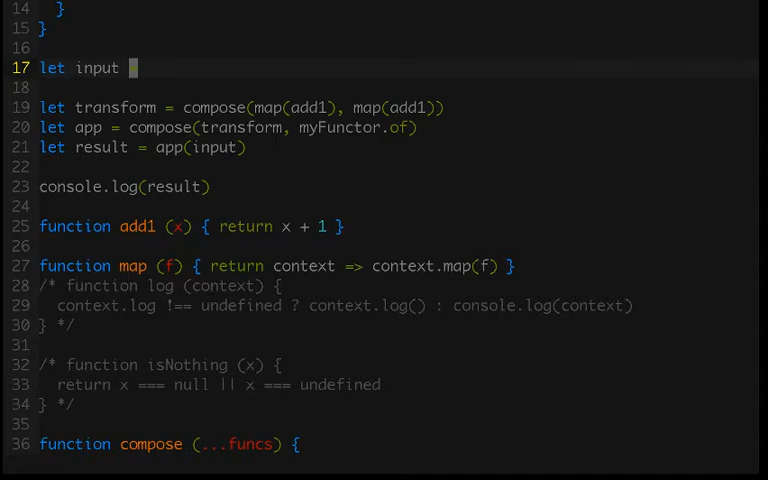 14   }
15 }
16
17 let input =
18
19 let transform = compose(map(add1), map(add1))
20 let app = compose(transform, myFunctor.of)
21 let result = app(input)
22
23 console.log(result)
24
25 function add1 (x) { return x + 1 }
26
27 function map (f) { return context => context.map(f) }
28 /* function log (context) {
29   context.log !== undefined ? context.log() : console.log(context)
30 } */
31
32 /* function isNothing (x) {
33   return x === null || x === undefined
34 } */
35
36 function compose (...funcs) {